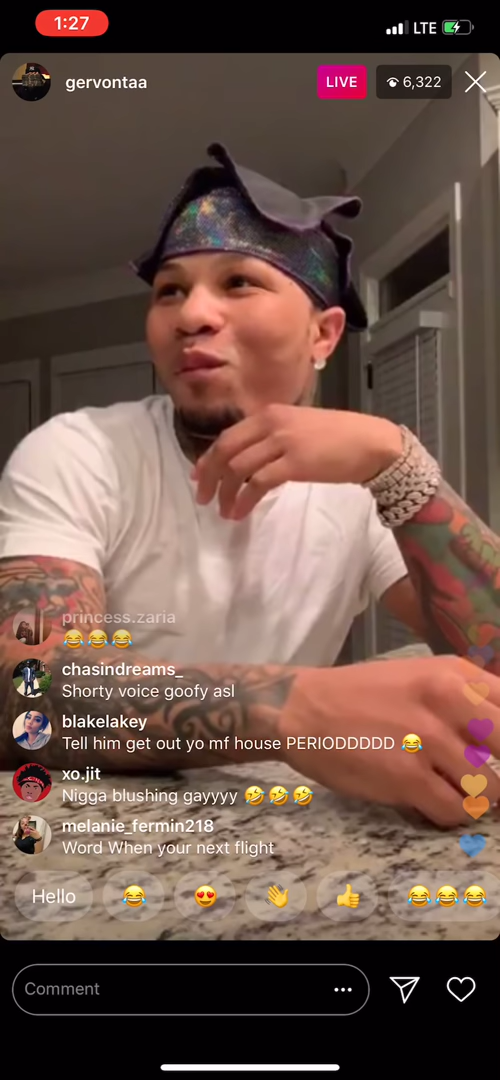 1:27
LTE
gervontaa
LIVE
6,322
princess.zaria
😂😂😂
chasindreams_
Shorty voice goofy asl
blakelakey
Tell him get out yo mf house PERIODDDDD 😂
xo.jit
Nigga blushing gayyyy 🤣🤣🤣
melanie_fermin218
Word When your next flight
Hello 😂 😍 👋 👍 😂😂😂
Comment